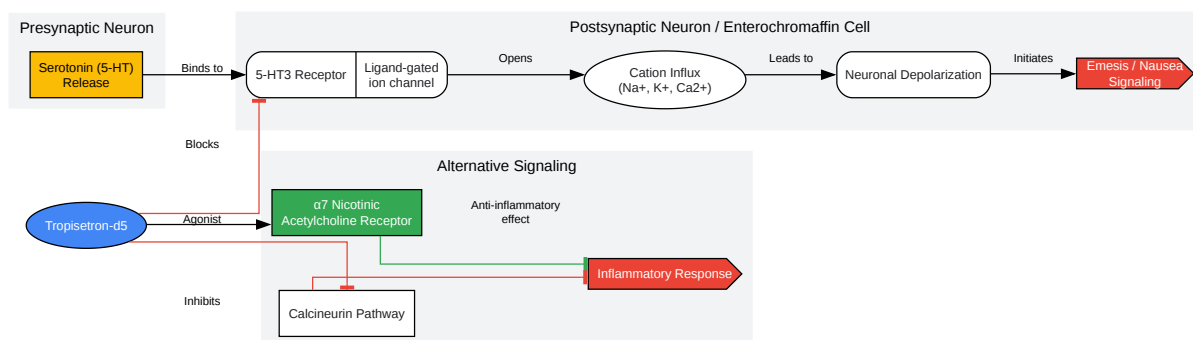 Presynaptic Neuron
Postsynaptic Neuron / Enterochromaffin Cell
Serotonin (5-HT)
Release
Binds to
5-HT3 Receptor
Ligand-gated
ion channel
Opens
Cation Influx
(Na+, K+, Ca2+)
Leads to
Neuronal Depolarization
Initiates
Emesis / Nausea
Signaling
Blocks
Alternative Signaling
Tropisetron-d5
Agonist
α7 Nicotinic
Acetylcholine Receptor
Anti-inflammatory
effect
Inflammatory Response
Inhibits
Calcineurin Pathway